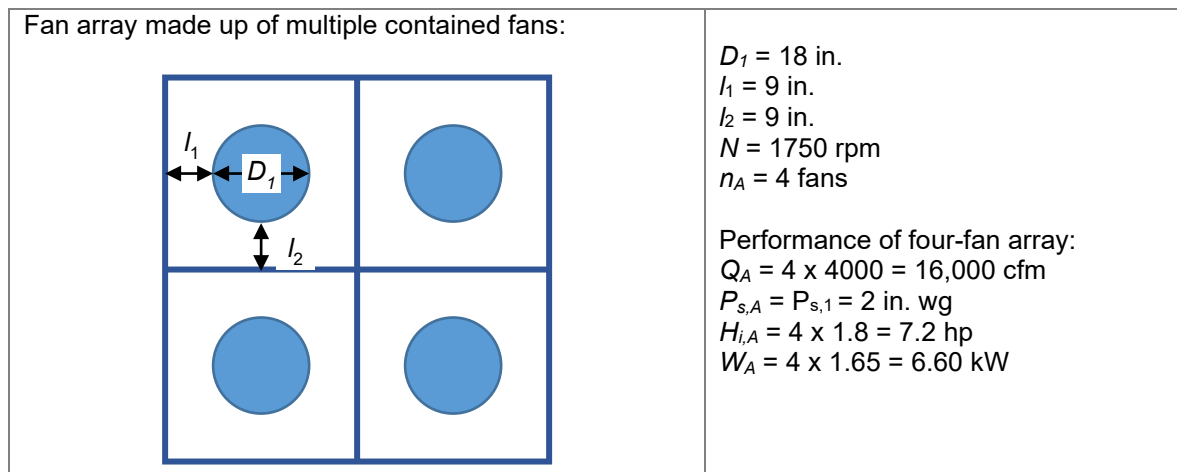 Fan array made up of multiple contained fans:
l1
D1
l2
D1 = 18 in.
l1 = 9 in.
l2 = 9 in.
N = 1750 rpm
nA = 4 fans
Performance of four-fan array:
QA = 4 x 4000 = 16,000 cfm
Ps,A = Ps,1 = 2 in. wg
Hi,A = 4 x 1.8 = 7.2 hp
WA = 4 x 1.65 = 6.60 kW